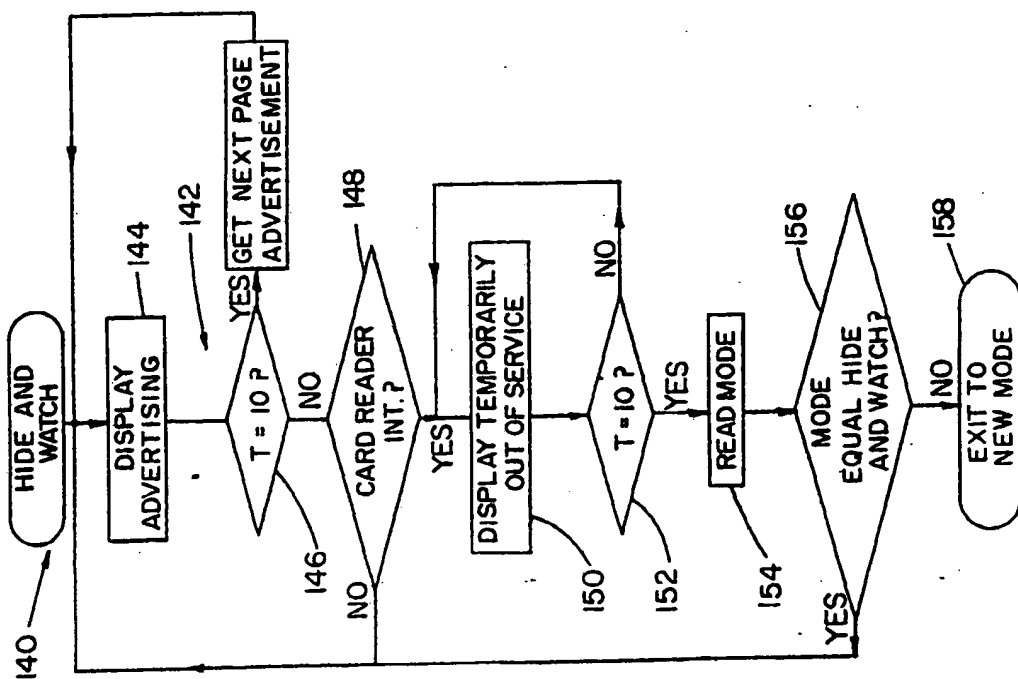 140
HIDE AND
WATCH
DISPLAY
ADVERTISING
144
142
T = 10 ?
YES
GET NEXT PAGE
ADVERTISEMENT
146
NO
CARD READER
INT.?
148
NO
YES
DISPLAY TEMPORARILY
OUT OF SERVICE
150
T = 10 ?
NO
152
YES
READ MODE
154
MODE
EQUAL HIDE
AND WATCH?
156
YES
NO
EXIT TO
NEW MODE
158